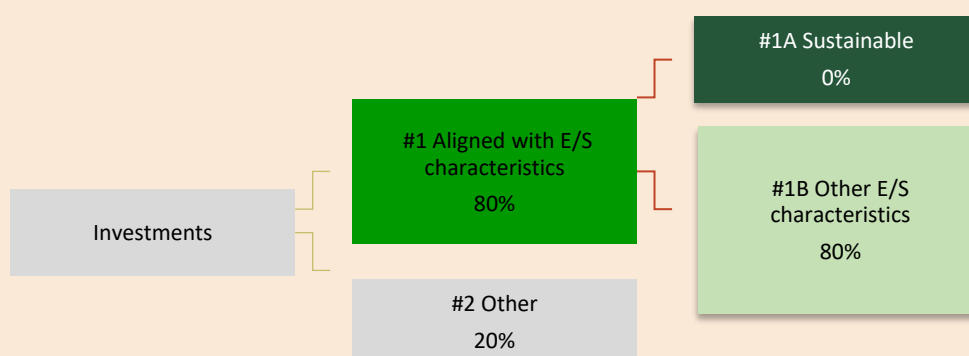 #1A Sustainable
0%
#1 Aligned with E/S
characteristics
80%
#1B Other E/S
characteristics
80%
Investments
#2 Other
20%